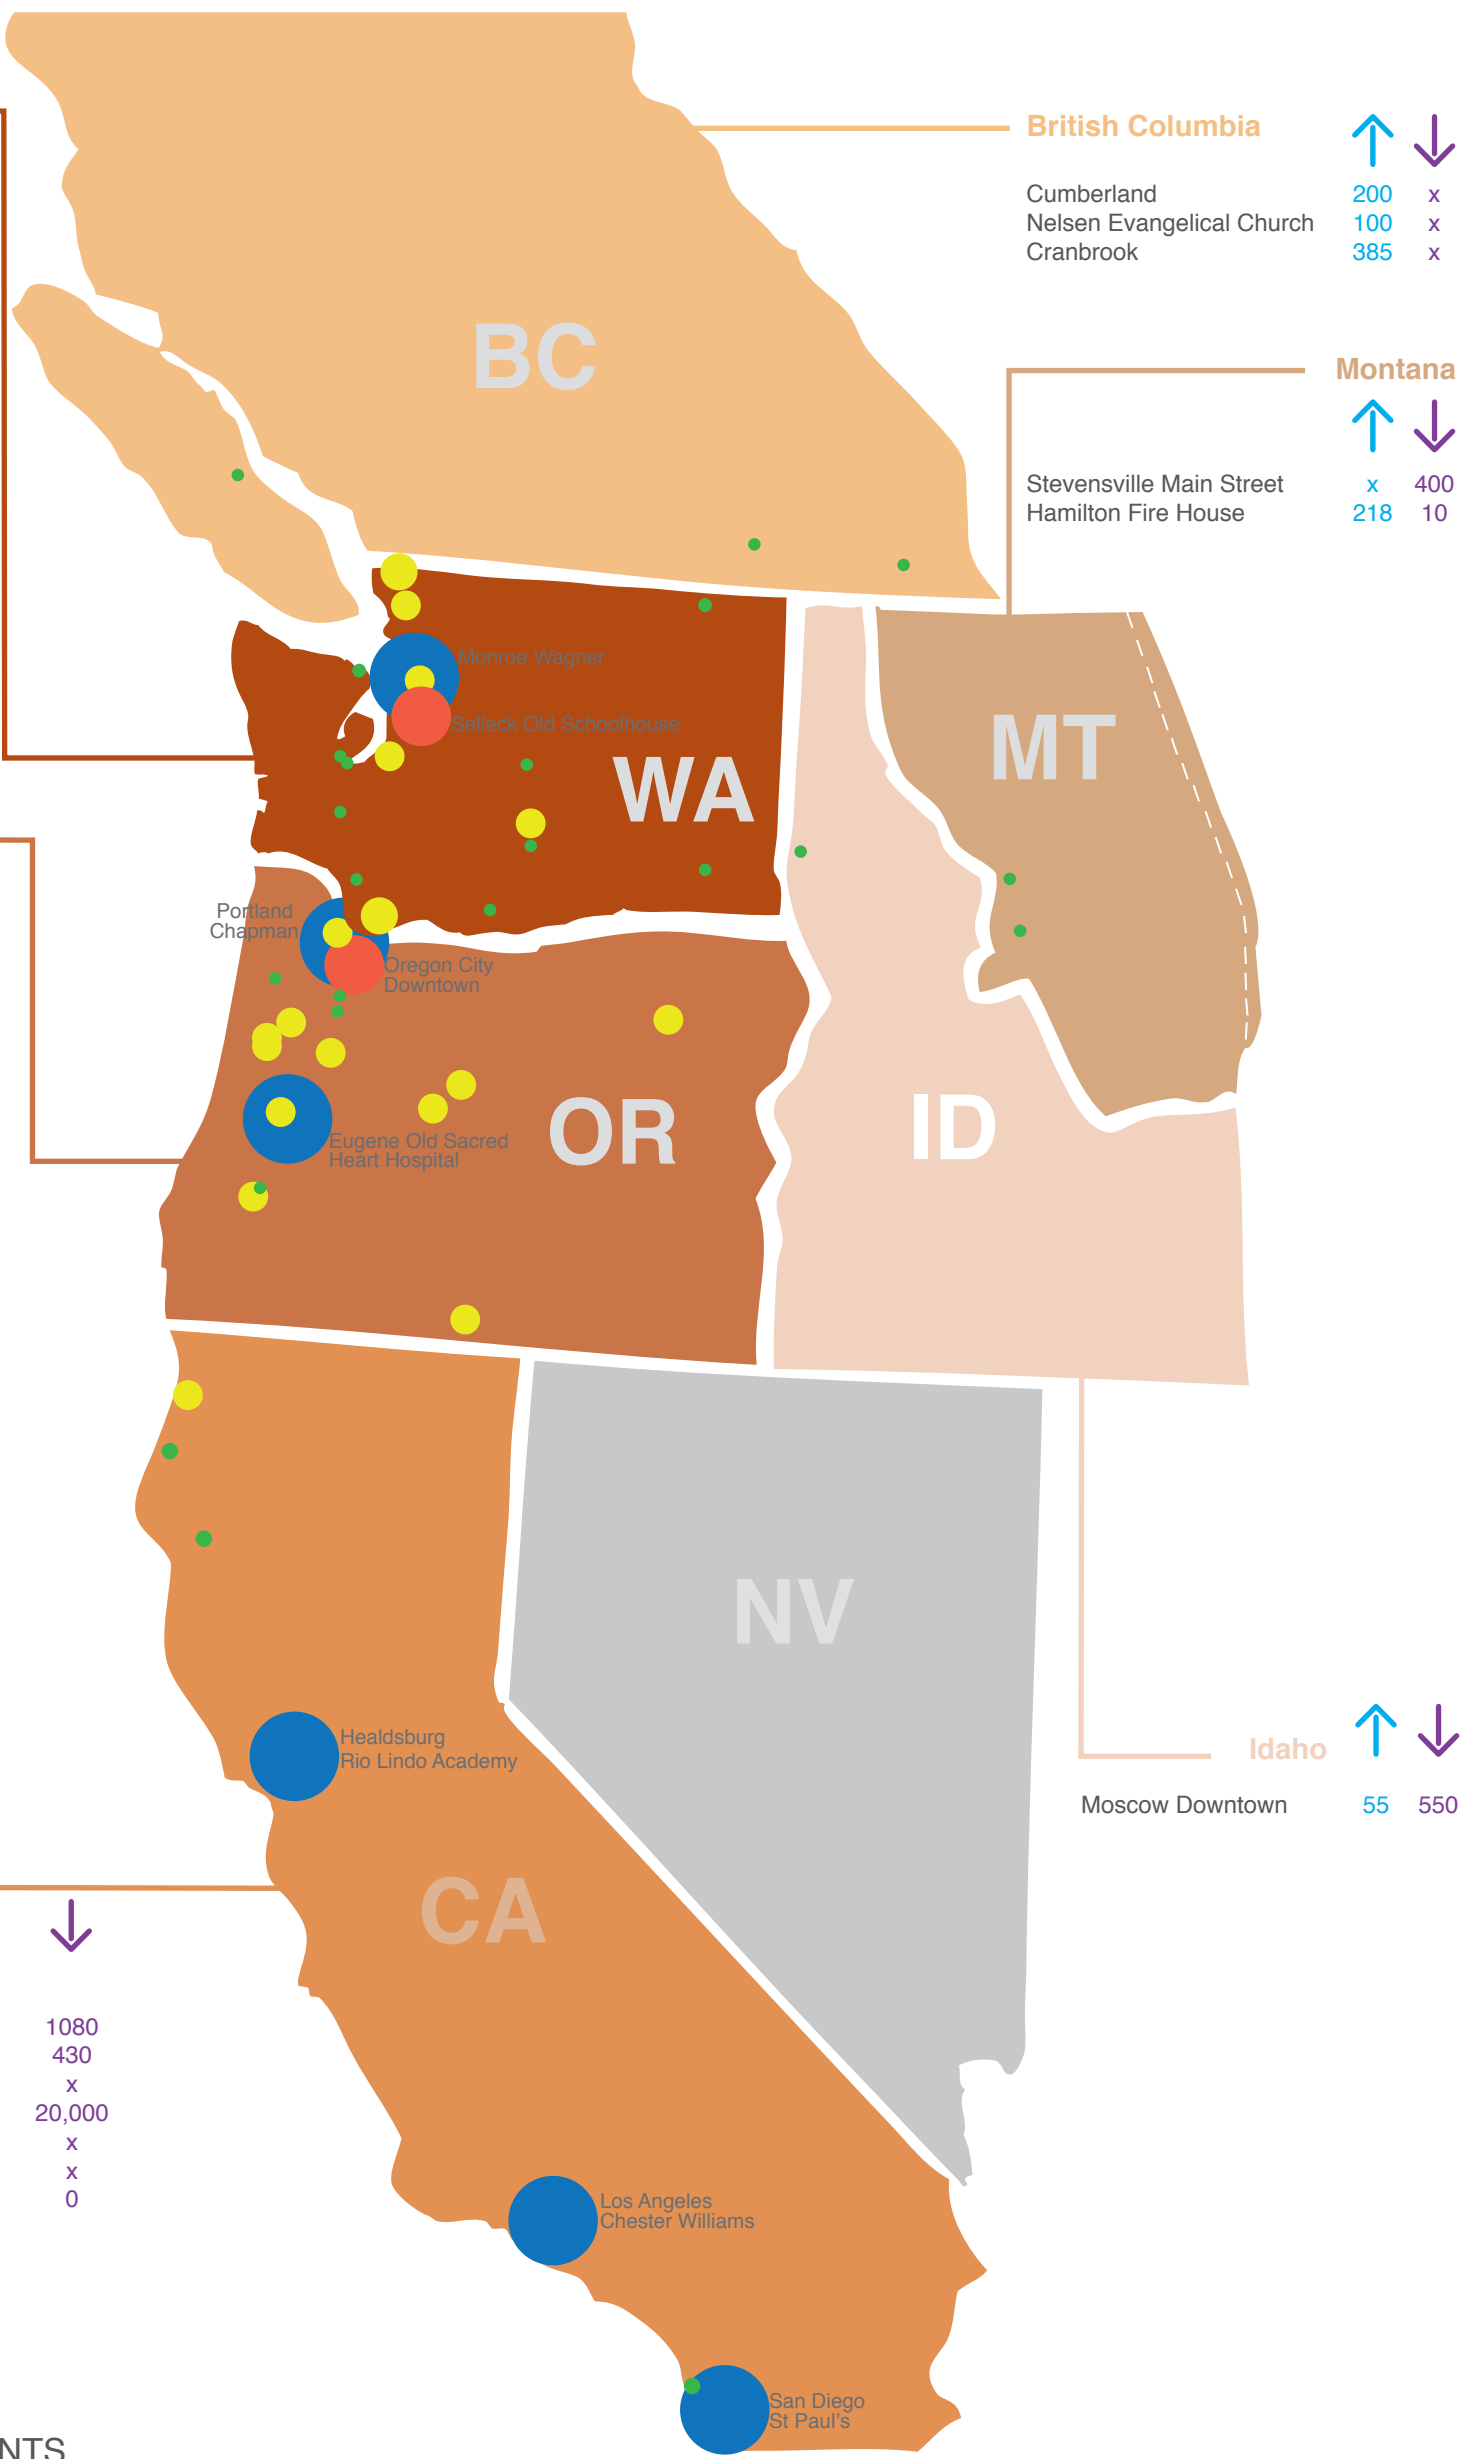 British Columbia
Cumberland 200 x
Nelsen Evangelical Church 100 x
Cranbrook 385 x
BC
Montana
Stevensville Main Street x 400
Hamilton Fire House 218 10
Monroe Wagner
Selleck Old Schoolhouse
MT
WA
Portland
Chapman
Oregon City
Downtown
OR
ID
Eugene Old Sacred
Heart Hospital
NV
Healdsburg
Rio Lindo Academy
Idaho
Moscow Downtown 55 550
CA
1080
430
x
20,000
x
x
0
Los Angeles
Chester Williams
San Diego
St Paul's
NTS